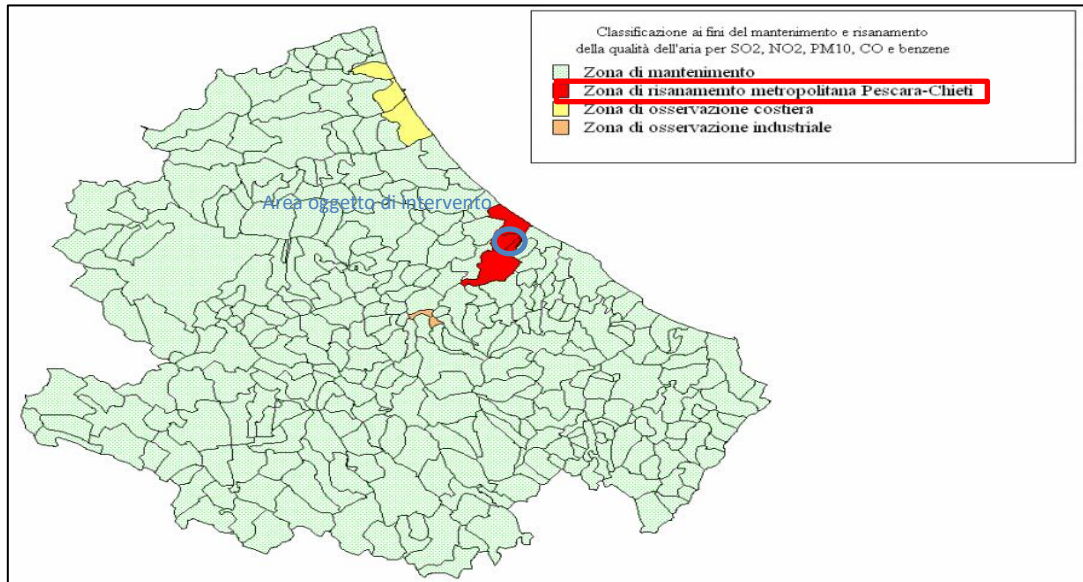 Classificazione ai fini del mantenimento e risanamento
della qualità dell'aria per SO2, NO2, PM10, CO e benzene
Zona di mantenimento
Zona di risanamemto metropolitana Pescara-Chieti
Zona di osservazione costiera
Zona di osservazione industriale
Area oggetto di intervento